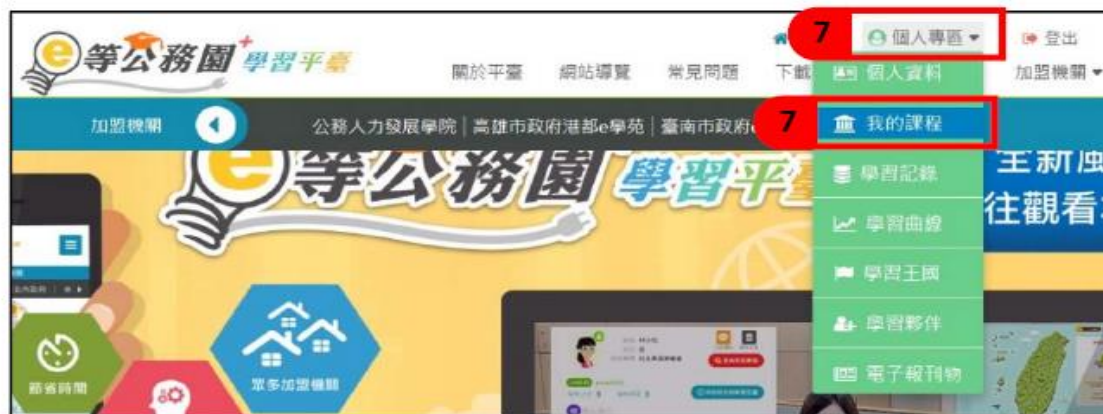 e等公務園+學習平臺
7 個人專區 登出
關於平臺 網站導覽 常見問題 下載
加盟機關
個人資料
加盟機關
公務人力發展學院 | 高雄市政府港都e學苑 | 臺南市政府e
7 我的課程
學習記錄
學習曲線
學習王國
學習夥伴
電子報刊物
e等公務園 學習平
全新風
往觀看
節省時間
眾多加盟機關